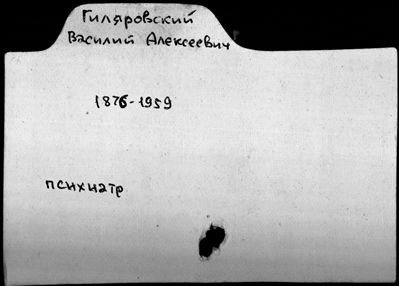 Гиляровский
Василий Алексеевич
1876-1959
психиатр